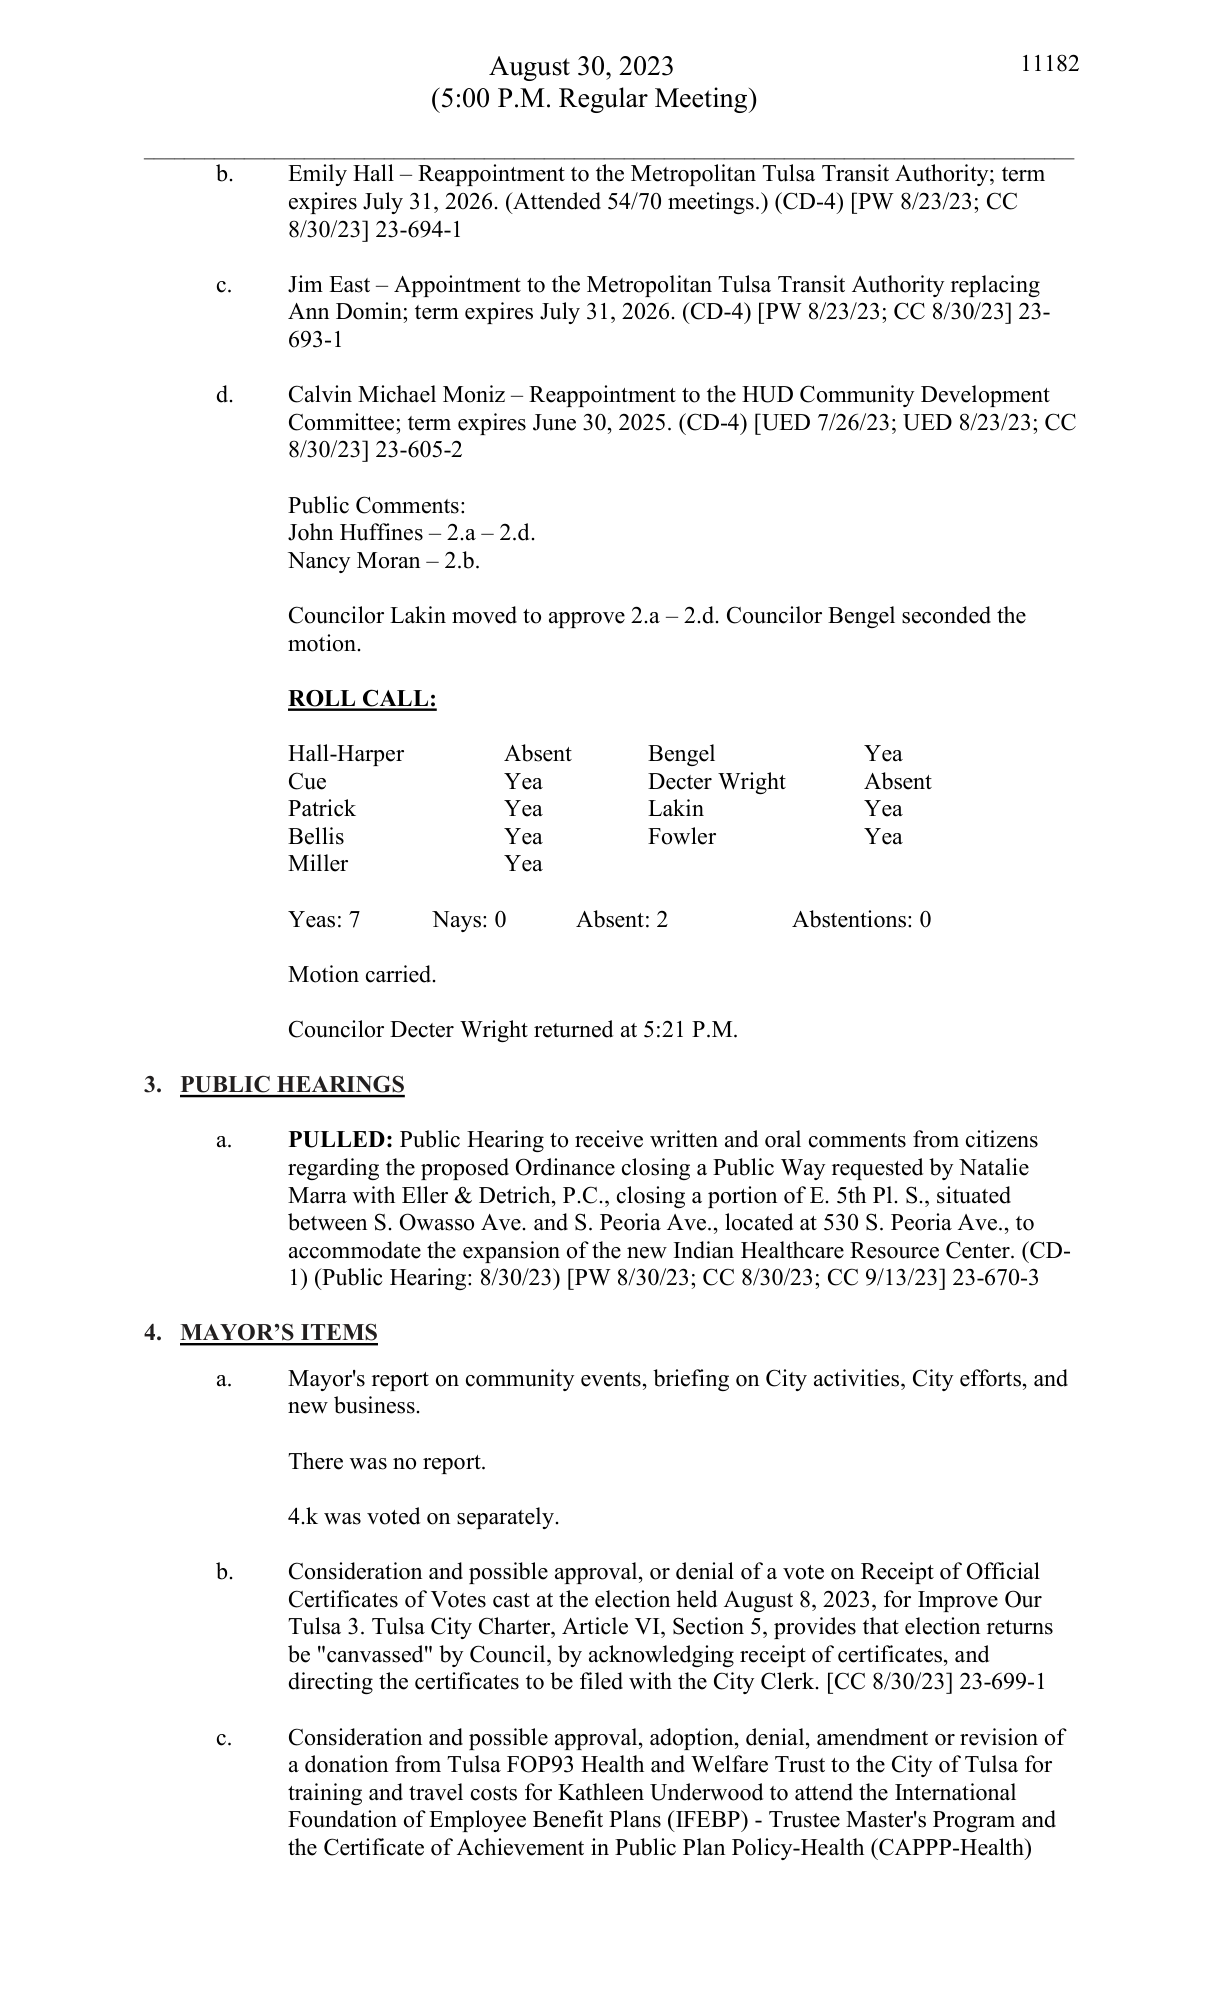 August 30, 2023
11182
(5:00 P.M. Regular Meeting)
b. Emily Hall – Reappointment to the Metropolitan Tulsa Transit Authority; term
expires July 31, 2026. (Attended 54/70 meetings.) (CD-4) [PW 8/23/23; CC
8/30/23] 23-694-1
c. Jim East – Appointment to the Metropolitan Tulsa Transit Authority replacing
Ann Domin; term expires July 31, 2026. (CD-4) [PW 8/23/23; CC 8/30/23] 23-
693-1
d. Calvin Michael Moniz – Reappointment to the HUD Community Development
Committee; term expires June 30, 2025. (CD-4) [UED 7/26/23; UED 8/23/23; CC
8/30/23] 23-605-2
Public Comments:
John Huffines – 2.a – 2.d.
Nancy Moran – 2.b.
Councilor Lakin moved to approve 2.a – 2.d. Councilor Bengel seconded the
motion.
ROLL CALL:
Hall-Harper Absent Bengel Yea
Cue Yea Decter Wright Absent
Patrick Yea Lakin Yea
Bellis Yea Fowler Yea
Miller Yea
Yeas: 7 Nays: 0 Absent: 2 Abstentions: 0
Motion carried.
Councilor Decter Wright returned at 5:21 P.M.
3. PUBLIC HEARINGS
a. PULLED: Public Hearing to receive written and oral comments from citizens
regarding the proposed Ordinance closing a Public Way requested by Natalie
Marra with Eller & Detrich, P.C., closing a portion of E. 5th Pl. S., situated
between S. Owasso Ave. and S. Peoria Ave., located at 530 S. Peoria Ave., to
accommodate the expansion of the new Indian Healthcare Resource Center. (CD-
1) (Public Hearing: 8/30/23) [PW 8/30/23; CC 8/30/23; CC 9/13/23] 23-670-3
4. MAYOR’S ITEMS
a. Mayor's report on community events, briefing on City activities, City efforts, and
new business.
There was no report.
4.k was voted on separately.
b. Consideration and possible approval, or denial of a vote on Receipt of Official
Certificates of Votes cast at the election held August 8, 2023, for Improve Our
Tulsa 3. Tulsa City Charter, Article VI, Section 5, provides that election returns
be "canvassed" by Council, by acknowledging receipt of certificates, and
directing the certificates to be filed with the City Clerk. [CC 8/30/23] 23-699-1
c. Consideration and possible approval, adoption, denial, amendment or revision of
a donation from Tulsa FOP93 Health and Welfare Trust to the City of Tulsa for
training and travel costs for Kathleen Underwood to attend the International
Foundation of Employee Benefit Plans (IFEBP) - Trustee Master's Program and
the Certificate of Achievement in Public Plan Policy-Health (CAPPP-Health)